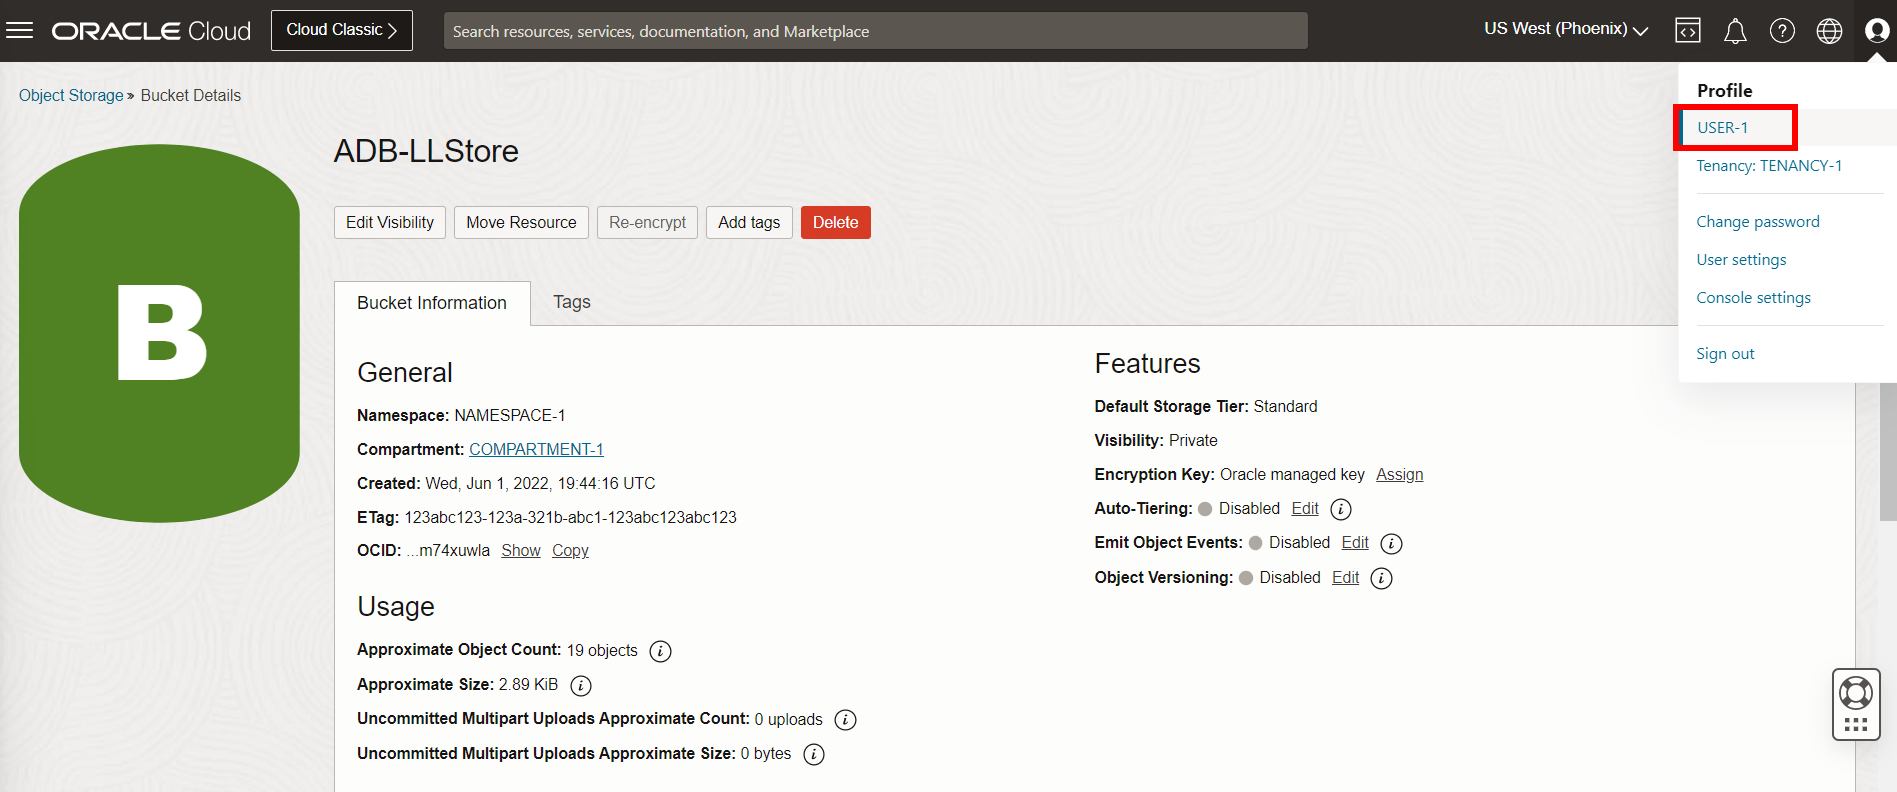 ORACLE Cloud
Cloud Classic
Search resources, services, documentation, and Marketplace
US West (Phoenix)
Object Storage » Bucket Details
B
ADB-LLStore
Edit Visibility
Move Resource
Re-encrypt
Add tags
Delete
Bucket Information
Tags
General
Namespace: NAMESPACE-1
Compartment: COMPARTMENT-1
Created: Wed, Jun 1, 2022, 19:44:16 UTC
ETag: 123abc123-123a-321b-abc1-123abc123abc123
OCID: ...m74xuwla Show Copy
Usage
Approximate Object Count: 19 objects
Approximate Size: 2.89 KiB
Uncommitted Multipart Uploads Approximate Count: 0 uploads
Uncommitted Multipart Uploads Approximate Size: 0 bytes
Features
Default Storage Tier: Standard
Visibility: Private
Encryption Key: Oracle managed key Assign
Auto-Tiering: Disabled Edit
Emit Object Events: Disabled Edit
Object Versioning: Disabled Edit
Profile
USER-1
Tenancy: TENANCY-1
Change password
User settings
Console settings
Sign out